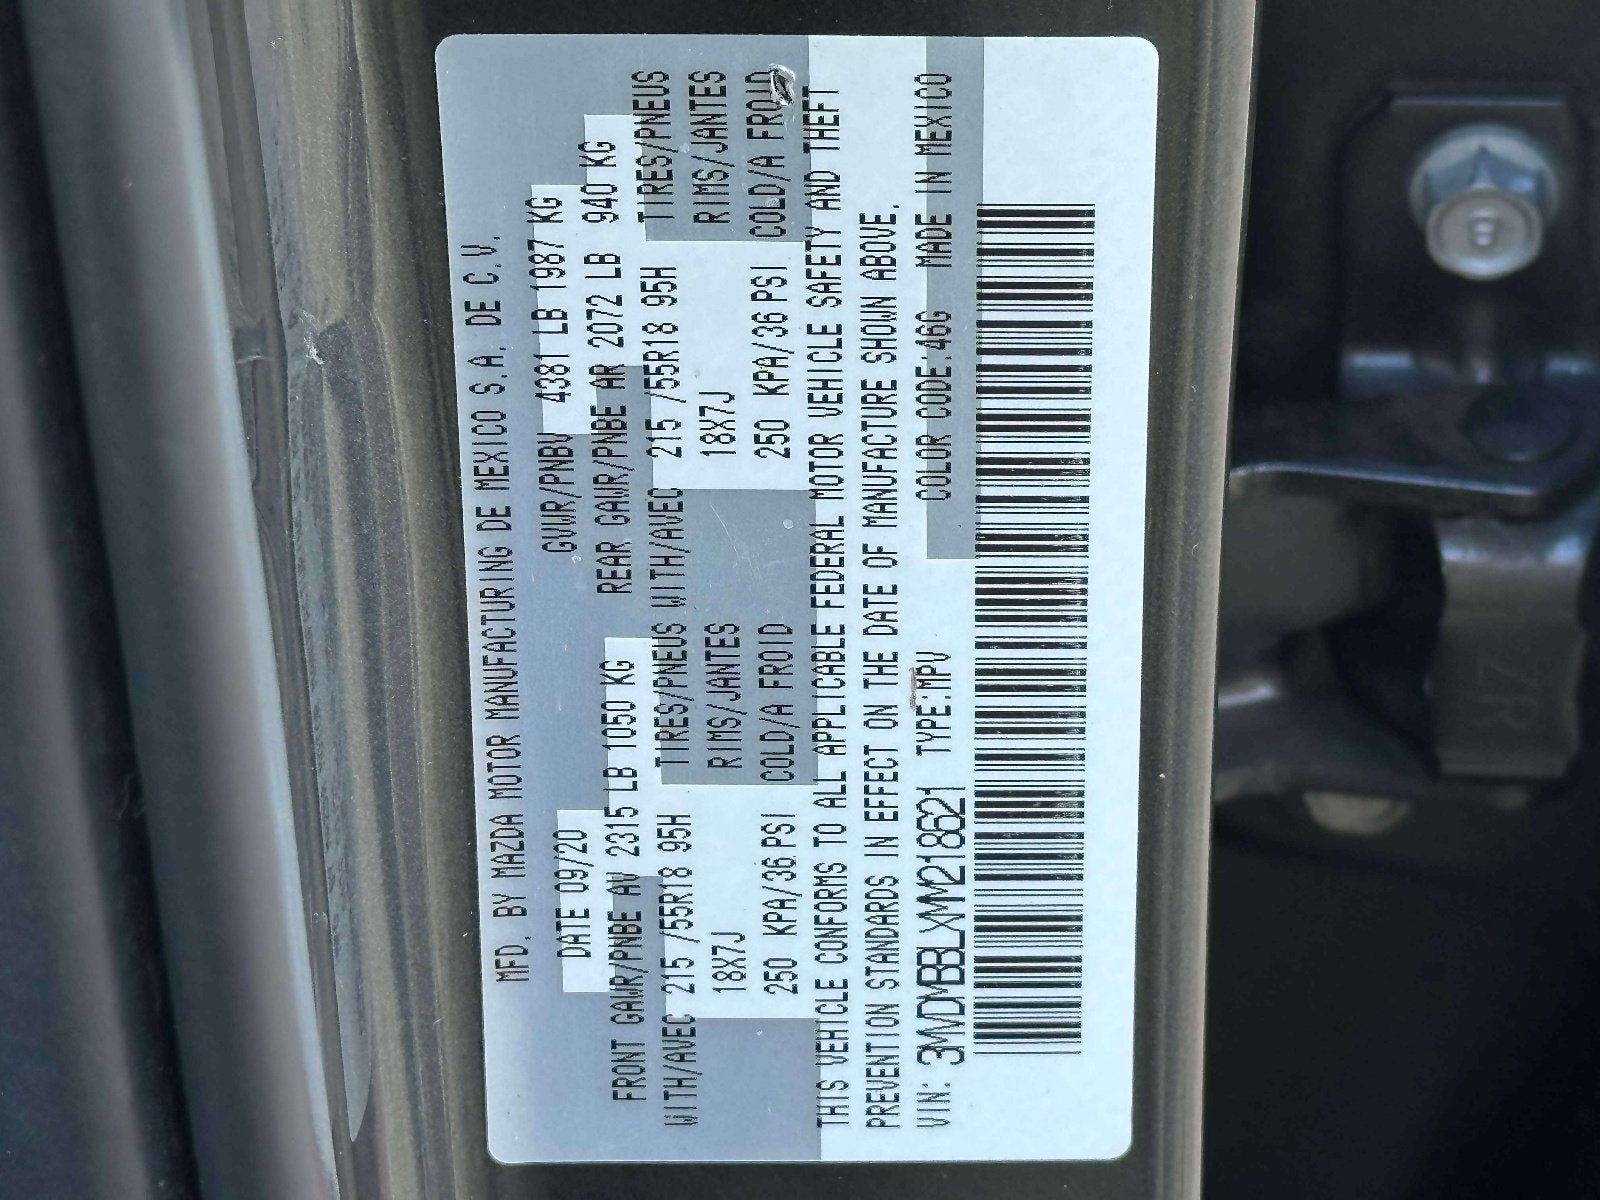 MFD. BY MAZDA MOTOR MANUFACTURING DE MEXICO S.A. DE C.V.
DATE 09/20 GVWR/PNBV 4381 LB 1987 KG
FRONT GAWR/PNBE AV 2315 LB 1050 KG REAR GAWR/PNBE AR 2072 LB 940 KG
WITH/AVEC 215 /55R18 95H TIRES/PNEUS WITH/AVEC 215 /55R18 95H TIRES/PNEUS
18X7J RIMS/JANTES 18X7J RIMS/JANTES
250 KPA/36 PSI COLD/A FROID 250 KPA/36 PSI COLD/A FROID
THIS VEHICLE CONFORMS TO ALL APPLICABLE FEDERAL MOTOR VEHICLE SAFETY AND THEFT
PREVENTION STANDARDS IN EFFECT ON THE DATE OF MANUFACTURE SHOWN ABOVE.
VIN: 3MVDMBBLXMM218621 TYPE:MPV COLOR CODE:46G MADE IN MEXICO